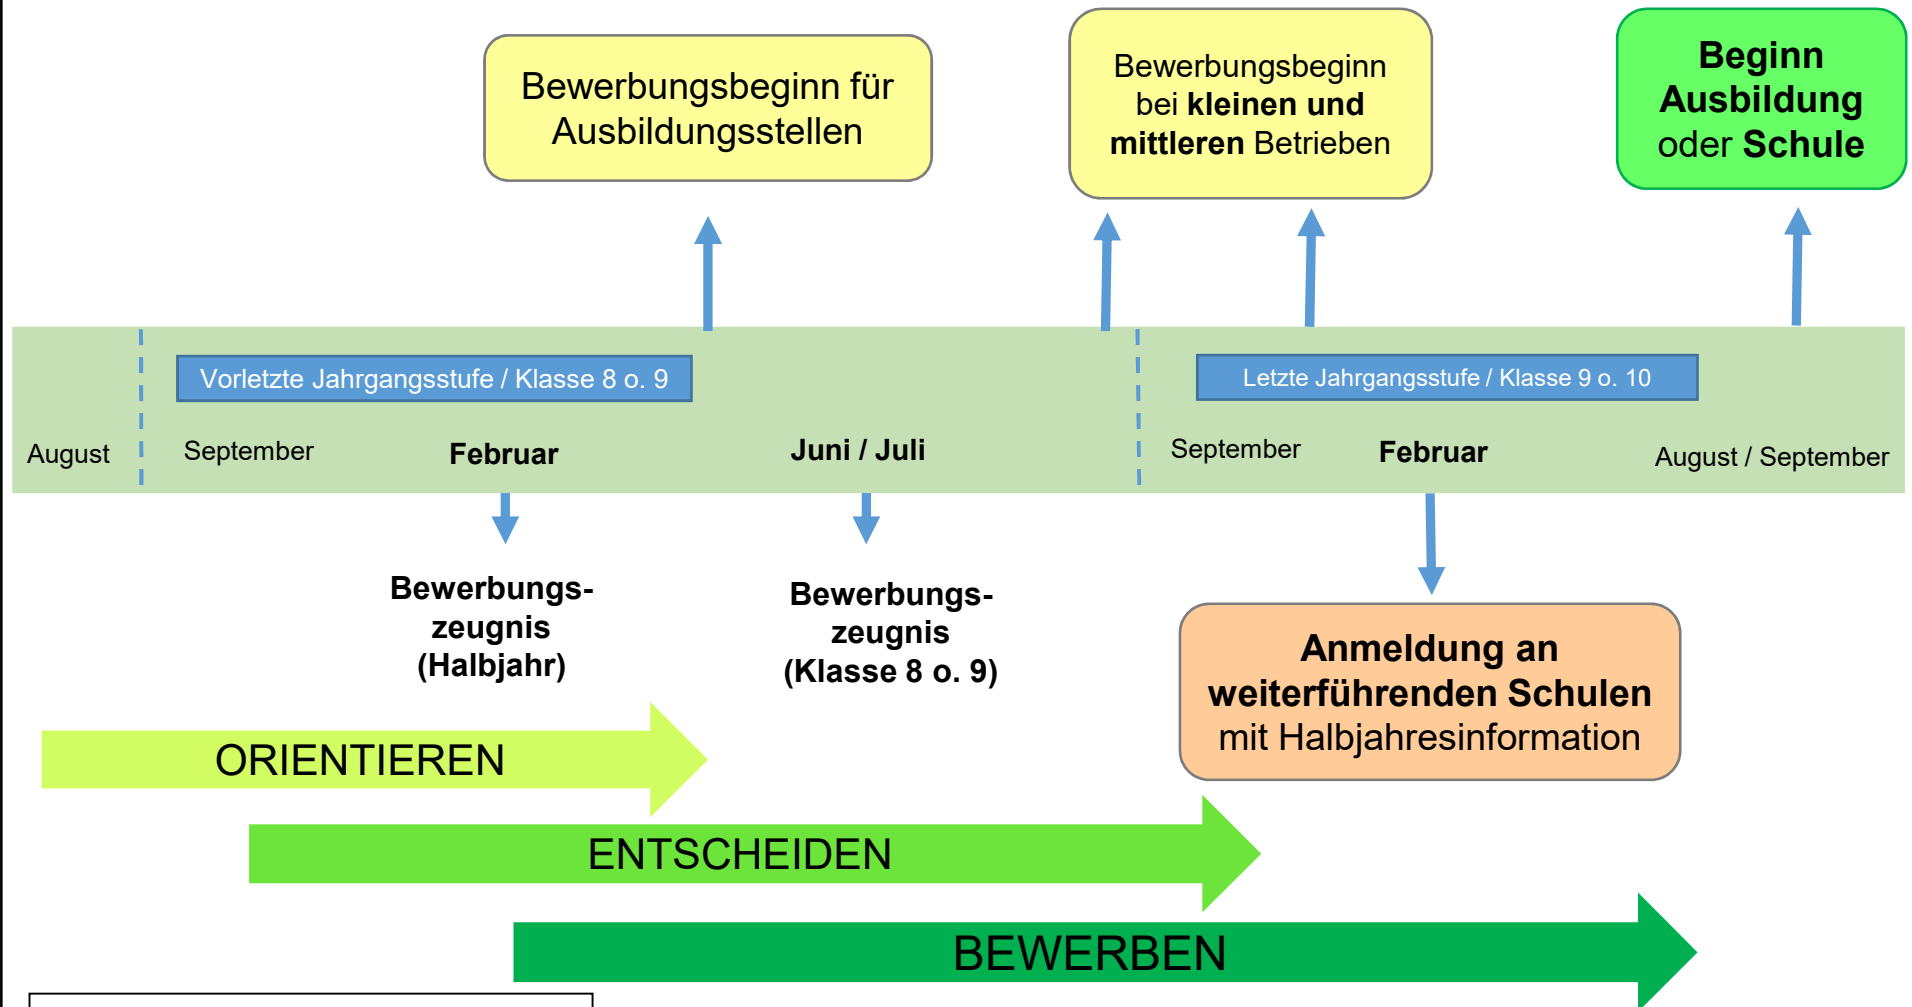 Bewerbungsbeginn für
Ausbildungsstellen
Bewerbungsbeginn
bei kleinen und
mittleren Betrieben
Beginn
Ausbildung
oder Schule
Vorletzte Jahrgangsstufe / Klasse 8 o. 9
Letzte Jahrgangsstufe / Klasse 9 o. 10
August
September
Februar
Juni / Juli
September
Februar
August / September
Bewerbungs-
zeugnis
(Halbjahr)
Bewerbungs-
zeugnis
(Klasse 8 o. 9)
Anmeldung an
weiterführenden Schulen
mit Halbjahresinformation
ORIENTIEREN
ENTSCHEIDEN
BEWERBEN